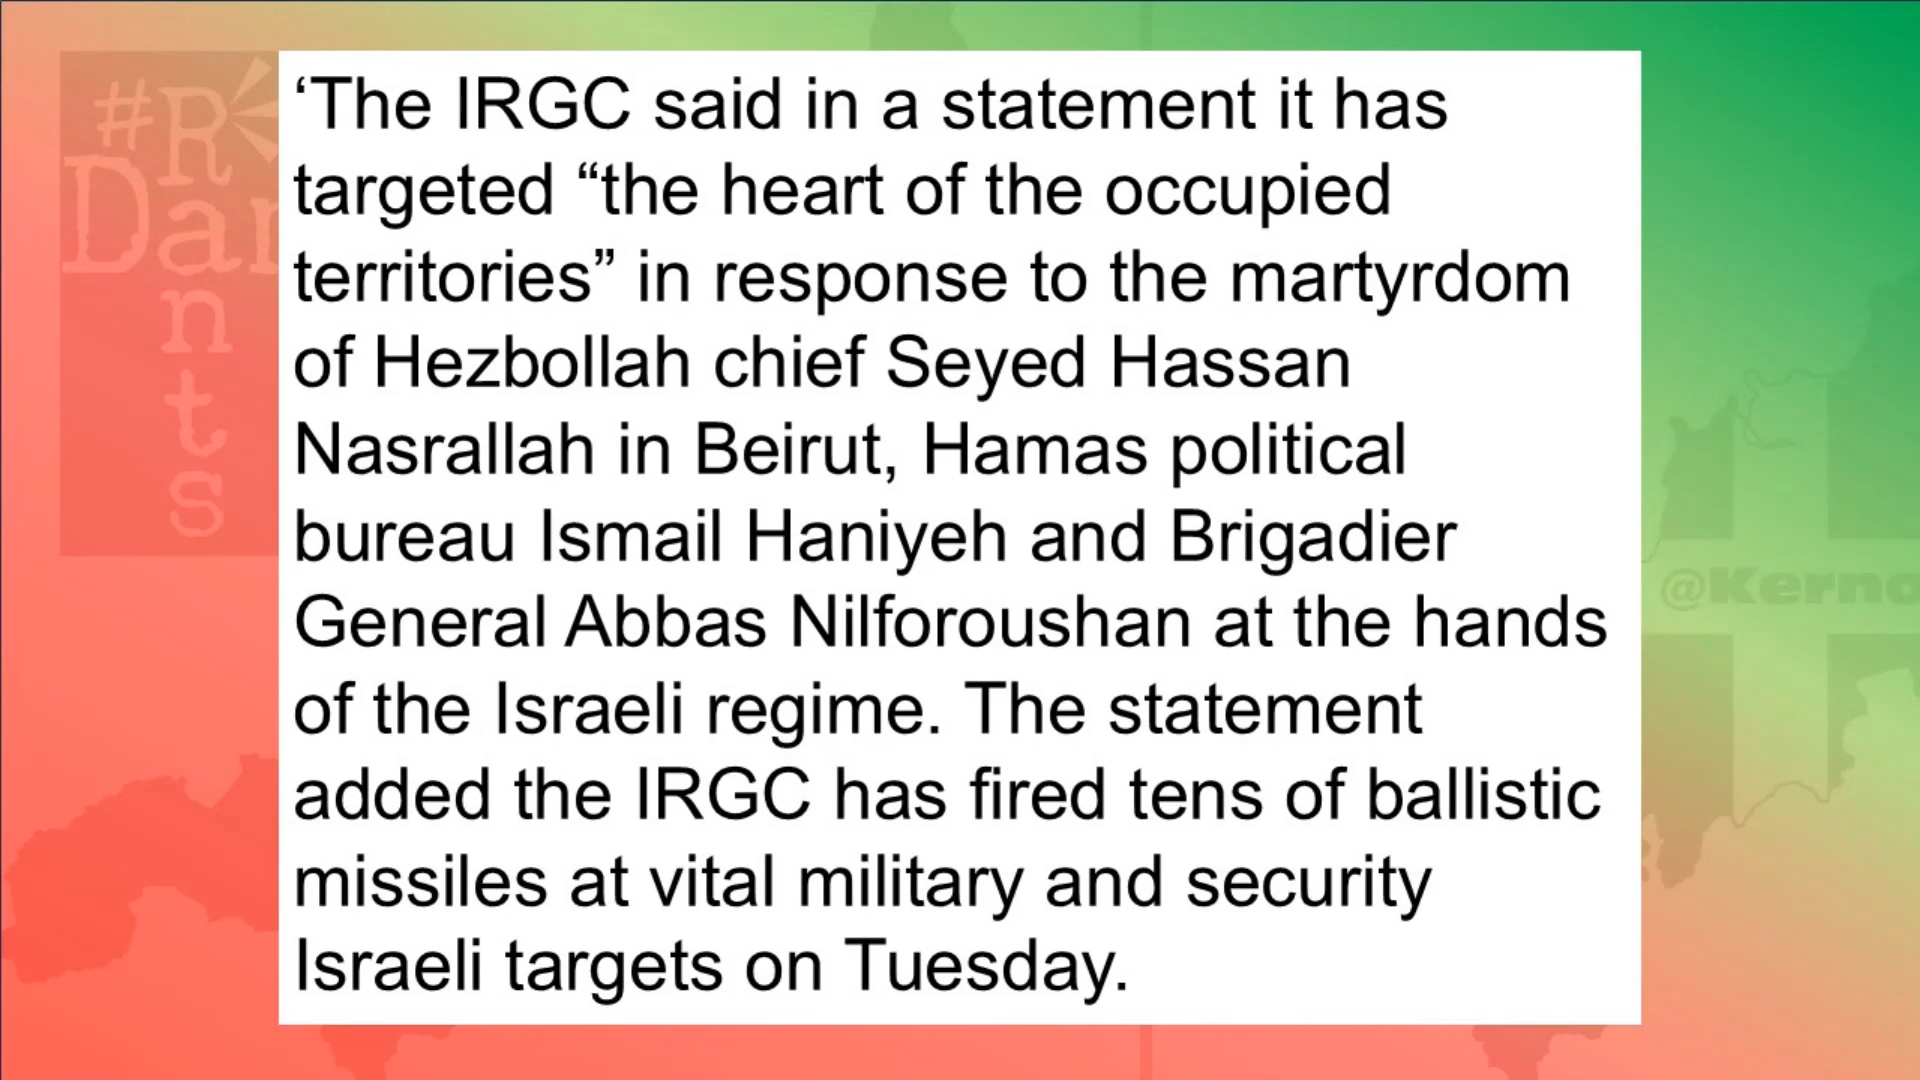 #R
Dan
n
t
s
‘The IRGC said in a statement it has
targeted “the heart of the occupied
territories” in response to the martyrdom
of Hezbollah chief Seyed Hassan
Nasrallah in Beirut, Hamas political
bureau Ismail Haniyeh and Brigadier
General Abbas Nilforoushan at the hands
of the Israeli regime. The statement
added the IRGC has fired tens of ballistic
missiles at vital military and security
Israeli targets on Tuesday.
@Kerno